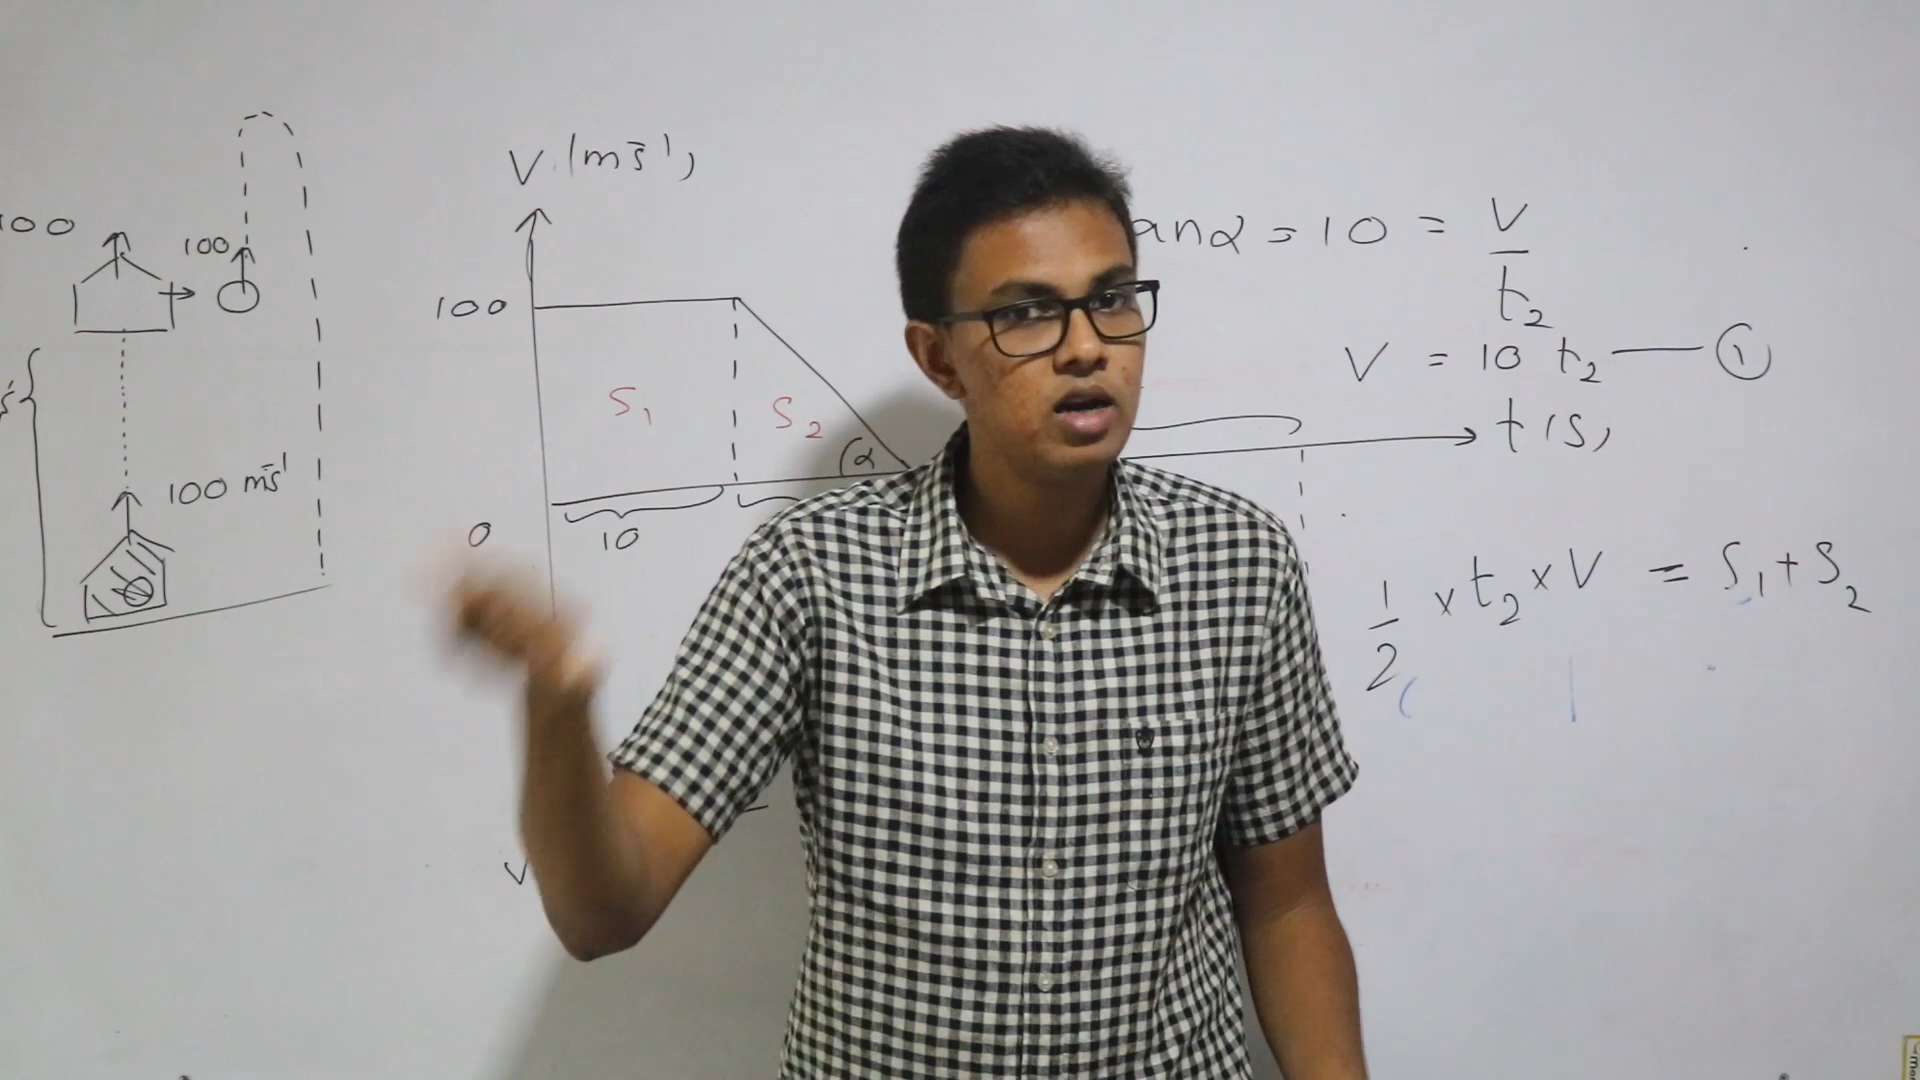 100
100
100 ms⁻¹
V (ms⁻¹)
100
S₁
S₂
α
10
0
V
anα = 10 = V/t₂
V = 10 t₂ — ①
t(s)
1/2 × t₂ × V = S₁ + S₂